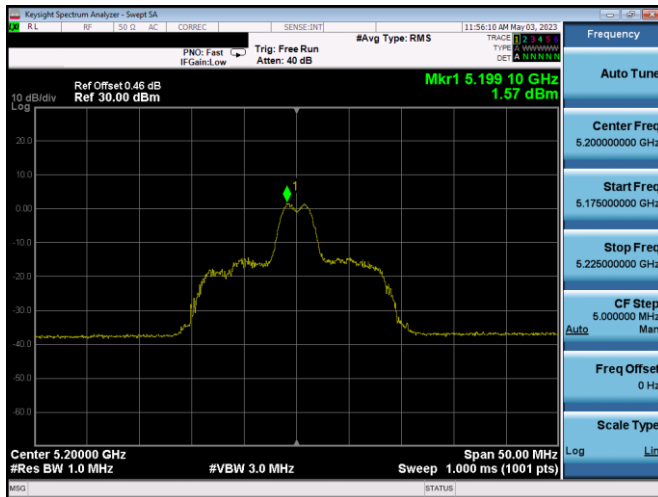 Keysight Spectrum Analyzer - Swept SA
RL RF 50 Ω AC CORREC SENSE:INT 11:56:10 AM May 03, 2023
#Avg Type: RMS
TRACE 1 2 3 4 5 6
TYPE A WWWWW
DET A N N N N N
PNO: Fast
IFGain:Low
Trig: Free Run
Atten: 40 dB
Mkr1 5.199 10 GHz
1.57 dBm
Ref Offset 0.46 dB
Ref 30.00 dBm
10 dB/div
Log
20.0
10.0
0.00
-10.0
-20.0
-30.0
-40.0
-50.0
-60.0
1
Center 5.20000 GHz
Span 50.00 MHz
#Res BW 1.0 MHz
#VBW 3.0 MHz
Sweep 1.000 ms (1001 pts)
MSG
STATUS
Frequency
Auto Tune
Center Freq
5.200000000 GHz
Start Freq
5.175000000 GHz
Stop Freq
5.225000000 GHz
CF Step
5.000000 MHz
Auto Man
Freq Offset
0 Hz
Scale Type
Log Lin